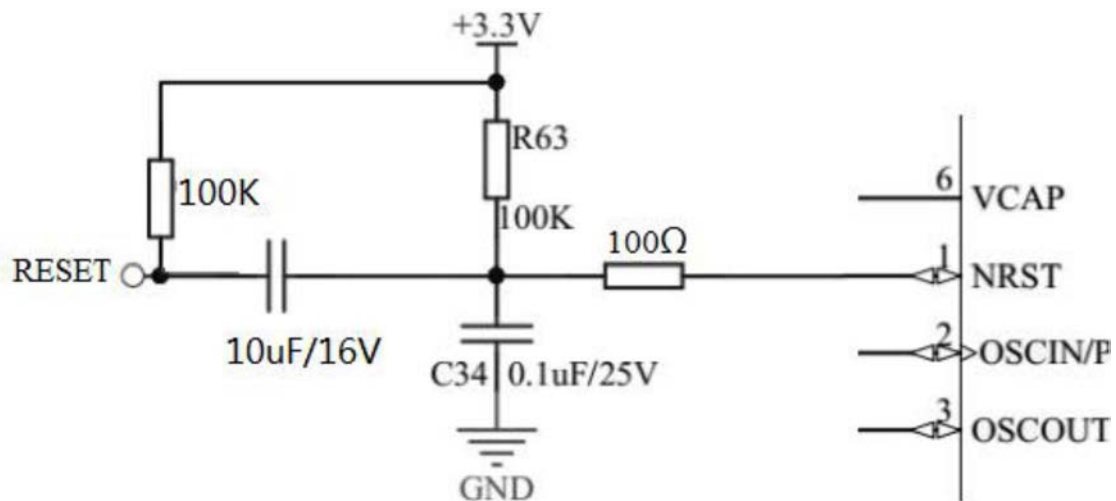 +3.3V
R63
100K
100K
100Ω
RESET
10uF/16V
C34
0.1uF/25V
GND
6
VCAP
1
NRST
2
OSCIN/P
3
OSCOUT